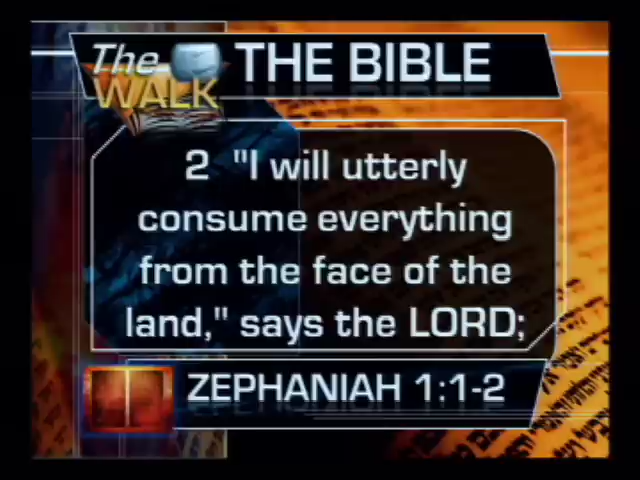 The WALK
THE BIBLE
2 "I will utterly
consume everything
from the face of the
land," says the LORD;
ZEPHANIAH 1:1-2